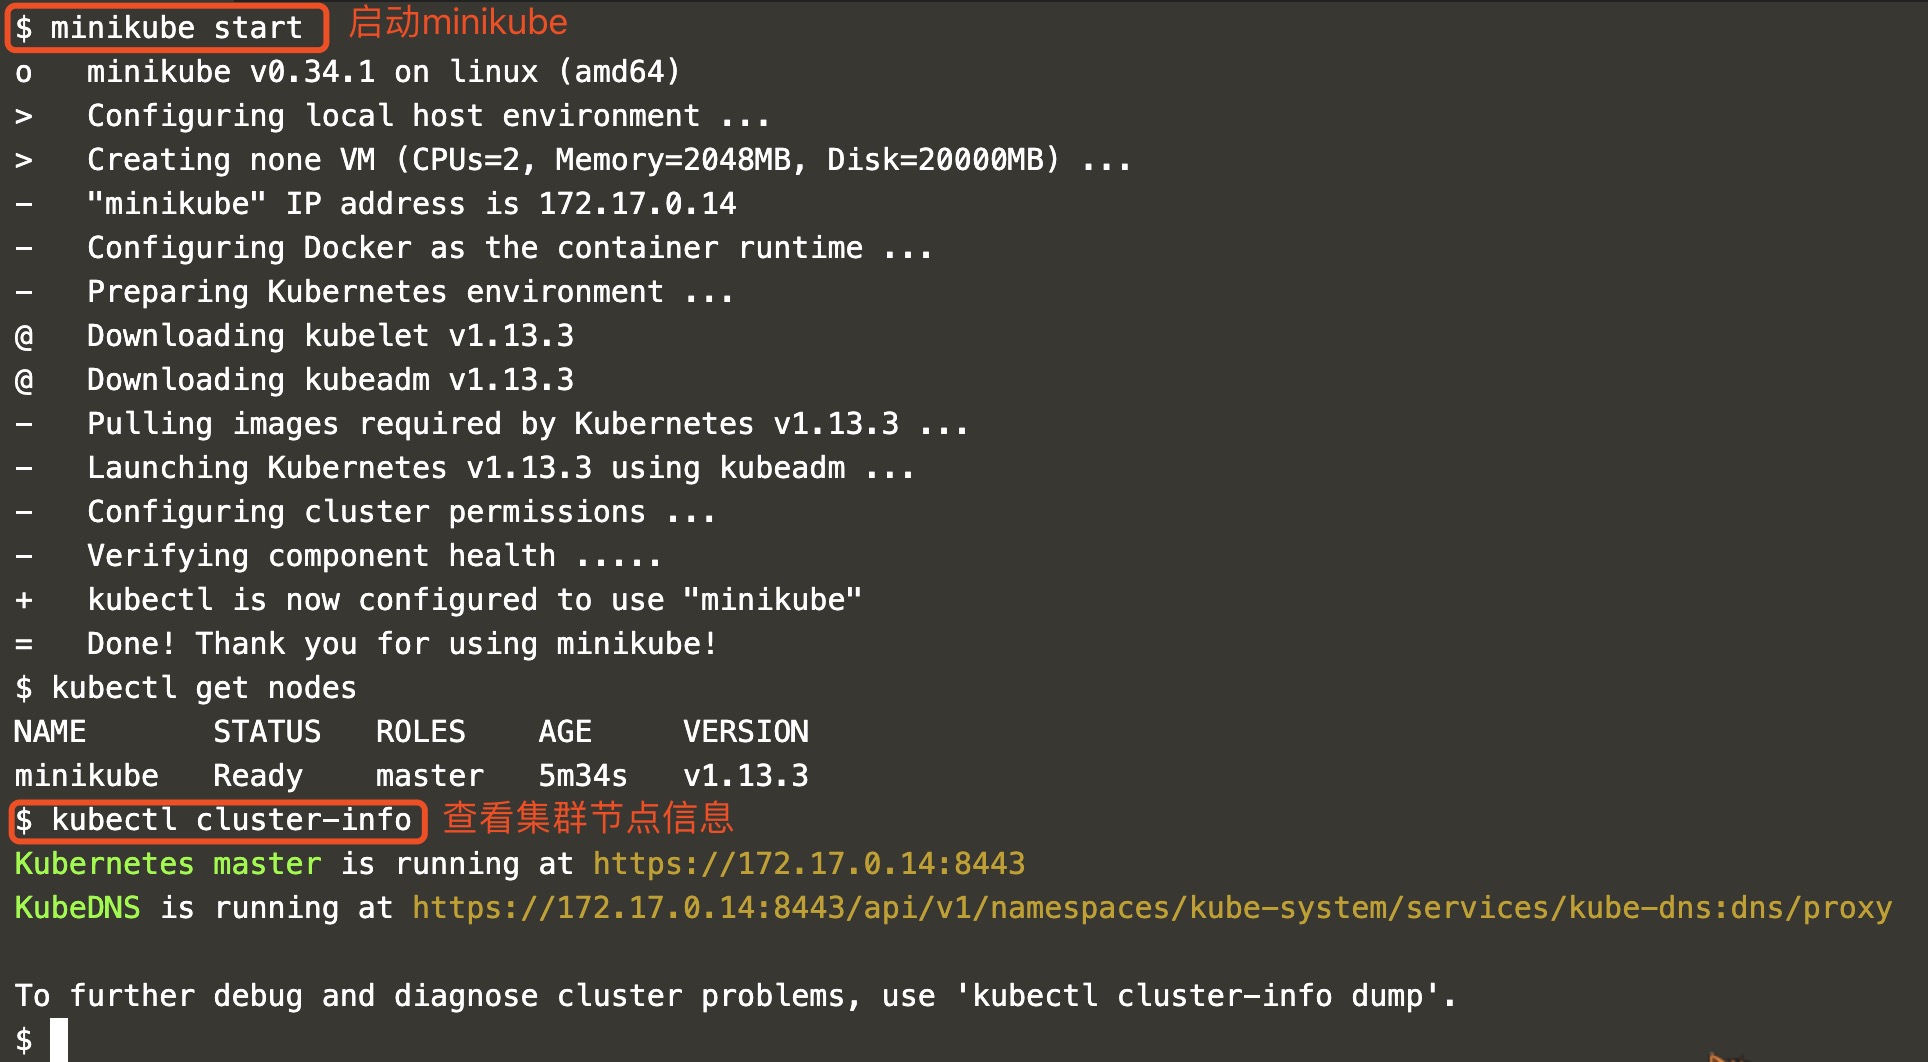 $ minikube start 启动minikube
o   minikube v0.34.1 on linux (amd64)
>   Configuring local host environment ...
>   Creating none VM (CPUs=2, Memory=2048MB, Disk=20000MB) ...
-   "minikube" IP address is 172.17.0.14
-   Configuring Docker as the container runtime ...
-   Preparing Kubernetes environment ...
@   Downloading kubelet v1.13.3
@   Downloading kubeadm v1.13.3
-   Pulling images required by Kubernetes v1.13.3 ...
-   Launching Kubernetes v1.13.3 using kubeadm ...
-   Configuring cluster permissions ...
-   Verifying component health .....
+   kubectl is now configured to use "minikube"
=   Done! Thank you for using minikube!
$ kubectl get nodes
NAME       STATUS   ROLES    AGE     VERSION
minikube   Ready    master   5m34s   v1.13.3
$ kubectl cluster-info 查看集群节点信息
Kubernetes master is running at https://172.17.0.14:8443
KubeDNS is running at https://172.17.0.14:8443/api/v1/namespaces/kube-system/services/kube-dns:dns/proxy
To further debug and diagnose cluster problems, use 'kubectl cluster-info dump'.
$